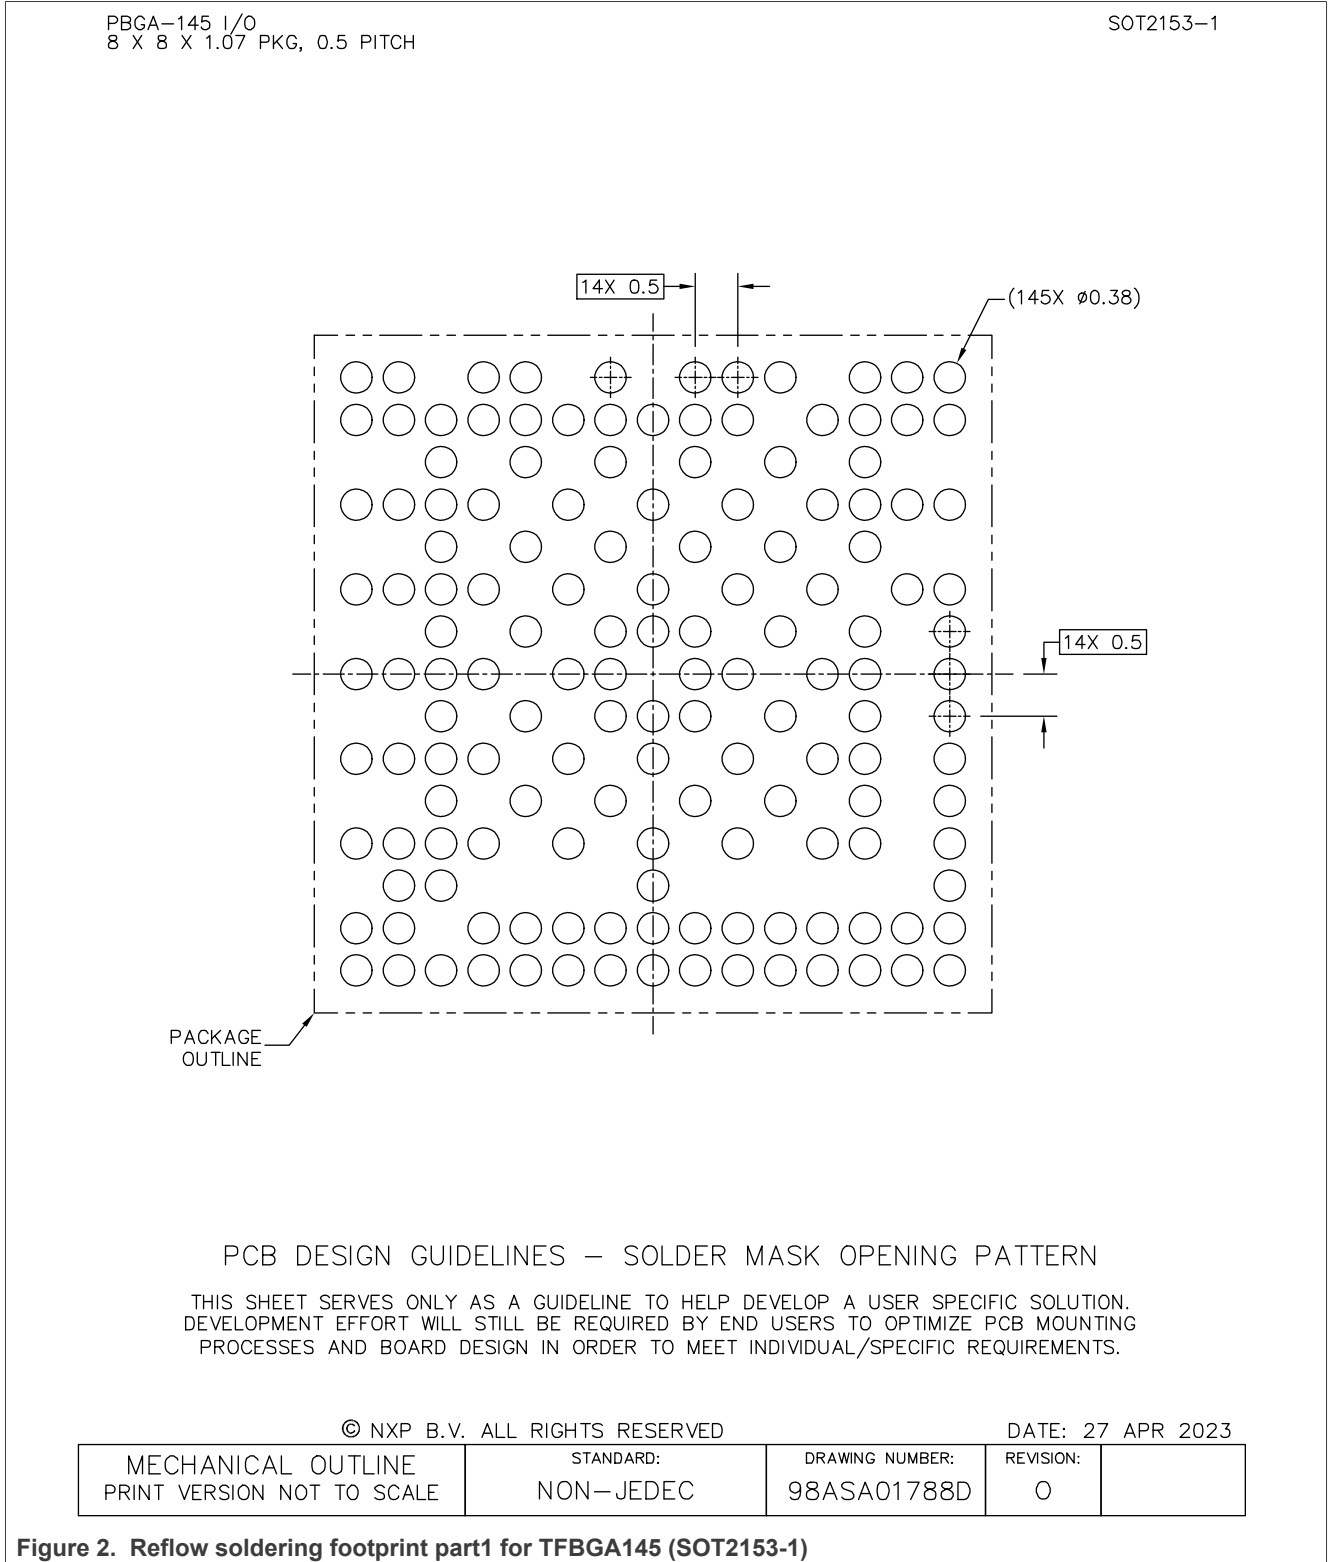 PBGA-145 I/O
SOT2153-1
8 X 8 X 1.07 PKG, 0.5 PITCH
14X 0.5
(145X ø0.38)
14X 0.5
PACKAGE
OUTLINE
PCB DESIGN GUIDELINES – SOLDER MASK OPENING PATTERN
THIS SHEET SERVES ONLY AS A GUIDELINE TO HELP DEVELOP A USER SPECIFIC SOLUTION.
DEVELOPMENT EFFORT WILL STILL BE REQUIRED BY END USERS TO OPTIMIZE PCB MOUNTING
PROCESSES AND BOARD DESIGN IN ORDER TO MEET INDIVIDUAL/SPECIFIC REQUIREMENTS.
© NXP B.V. ALL RIGHTS RESERVED
DATE: 27 APR 2023
MECHANICAL OUTLINE
PRINT VERSION NOT TO SCALE
STANDARD:
NON-JEDEC
DRAWING NUMBER:
98ASA01788D
REVISION:
O
Figure 2. Reflow soldering footprint part1 for TFBGA145 (SOT2153-1)